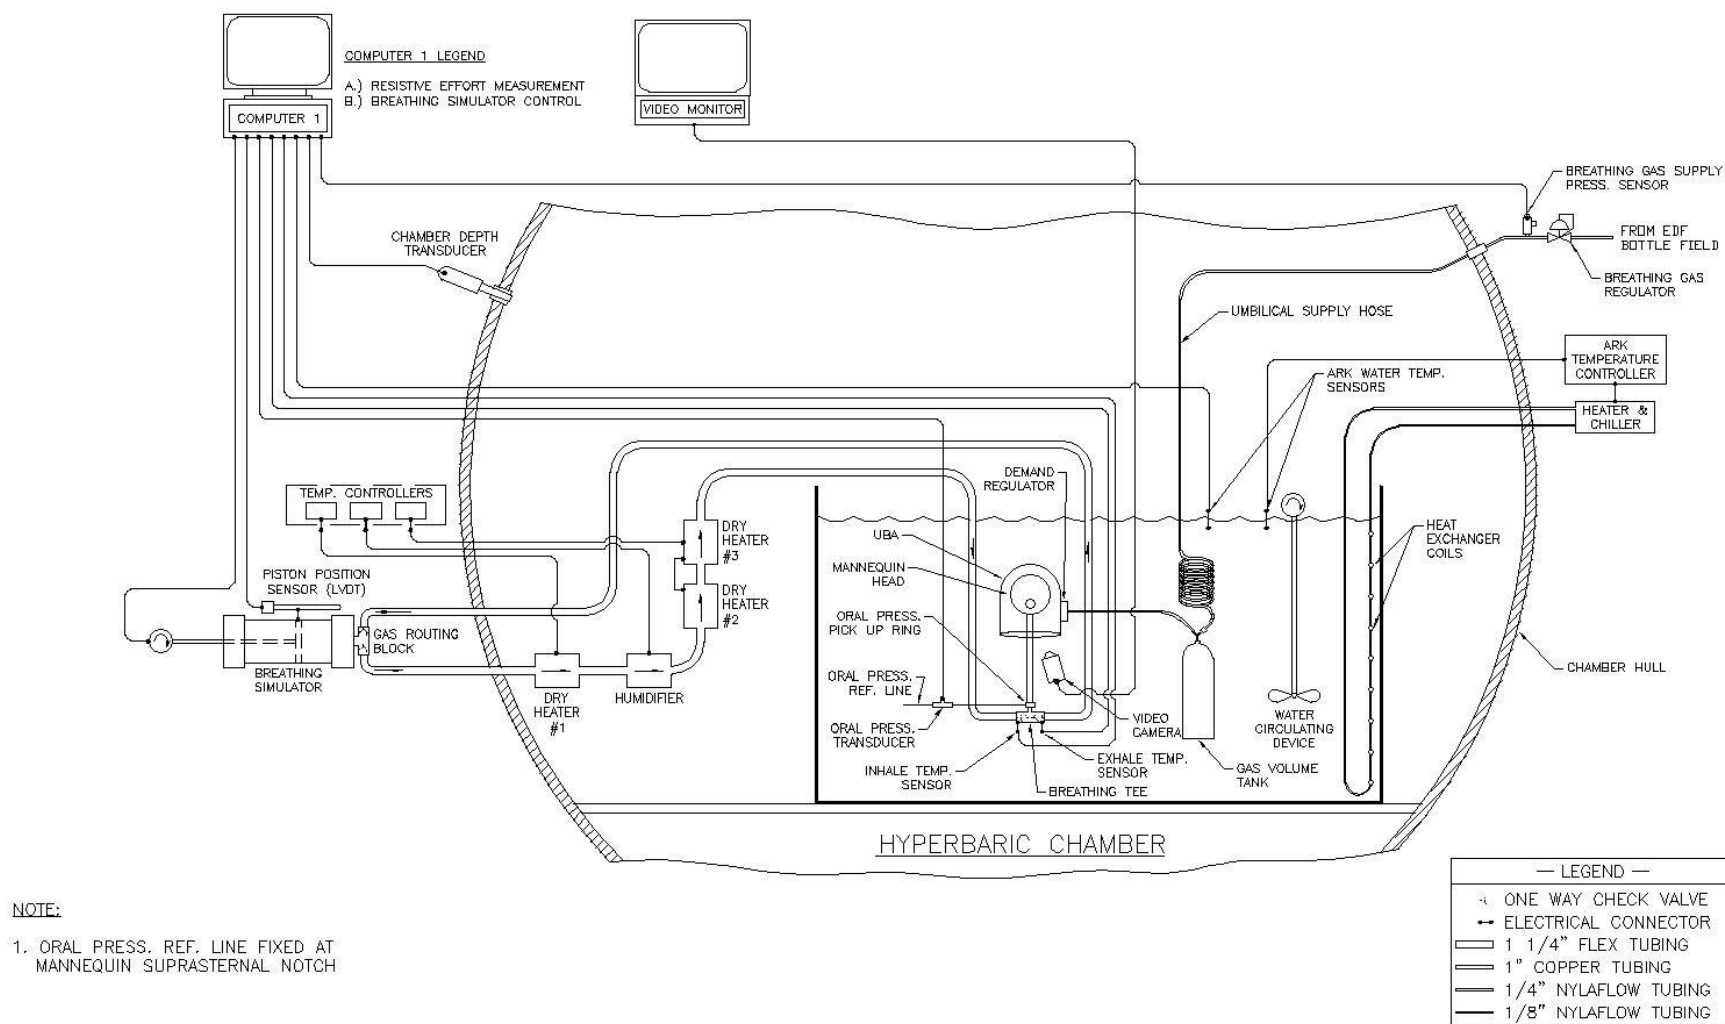 COMPUTER 1 LEGEND
A.) RESISTIVE EFFORT MEASUREMENT
B.) BREATHING SIMULATOR CONTROL
COMPUTER 1
VIDEO MONITOR
BREATHING GAS SUPPLY
PRESS. SENSOR
FROM EDF
BOTTLE FIELD
BREATHING GAS
REGULATOR
CHAMBER DEPTH
TRANSDUCER
UMBILICAL SUPPLY HOSE
ARK
TEMPERATURE
CONTROLLER
ARK WATER TEMP.
SENSORS
HEATER &
CHILLER
DEMAND
REGULATOR
TEMP. CONTROLLERS
DRY
HEATER
#3
UBA
HEAT
EXCHANGER
COILS
MANNEQUIN
HEAD
PISTON POSITION
SENSOR (LVDT)
DRY
HEATER
#2
ORAL PRESS.
PICK UP RING
GAS ROUTING
BLOCK
BREATHING
SIMULATOR
CHAMBER HULL
ORAL PRESS.
REF. LINE
DRY
HEATER
#1
HUMIDIFIER
ORAL PRESS.
TRANSDUCER
VIDEO
CAMERA
WATER
CIRCULATING
DEVICE
INHALE TEMP.
SENSOR
EXHALE TEMP.
SENSOR
BREATHING TEE
GAS VOLUME
TANK
HYPERBARIC CHAMBER
NOTE:
1. ORAL PRESS. REF. LINE FIXED AT
MANNEQUIN SUPRASTERNAL NOTCH
— LEGEND —
ONE WAY CHECK VALVE
ELECTRICAL CONNECTOR
1 1/4" FLEX TUBING
1" COPPER TUBING
1/4" NYLAFLOW TUBING
1/8" NYLAFLOW TUBING